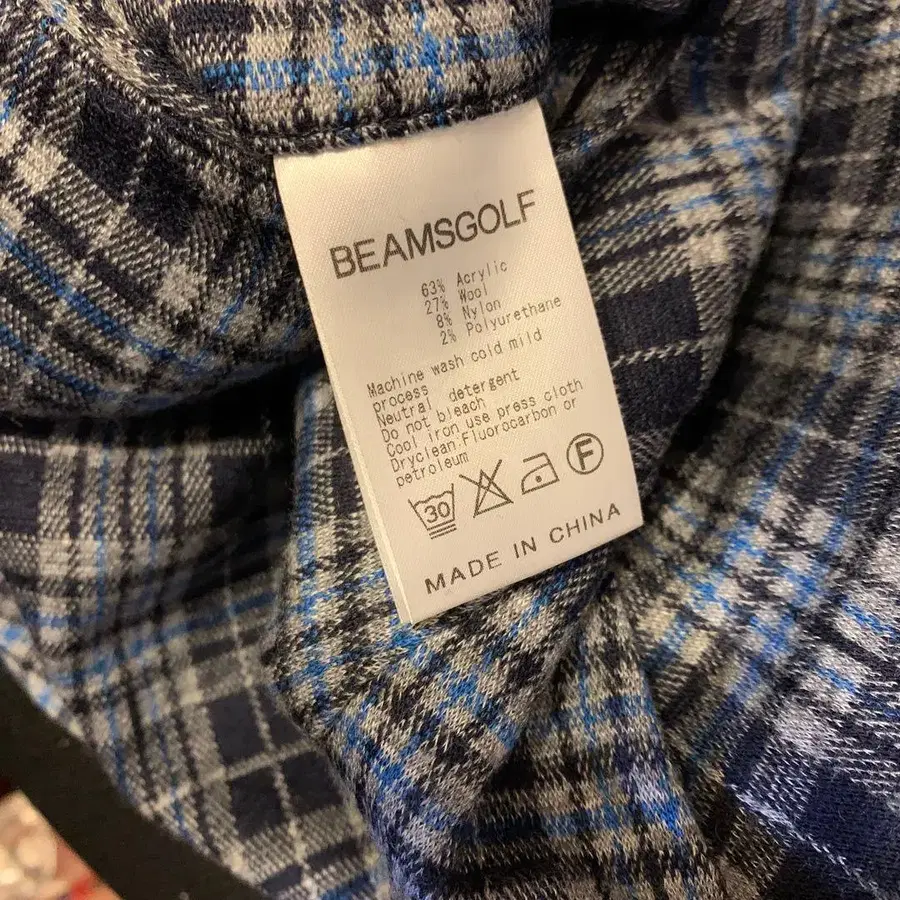 BEAMSGOLF
63% Acrylic
27% Wool
8% Nylon
2% Polyurethane
Machine wash cold mild
process
Neutral detergent
Do not bleach
Cool iron use press cloth
Dryclean:Fluorocarbon or
petroleum
30
F
MADE IN CHINA